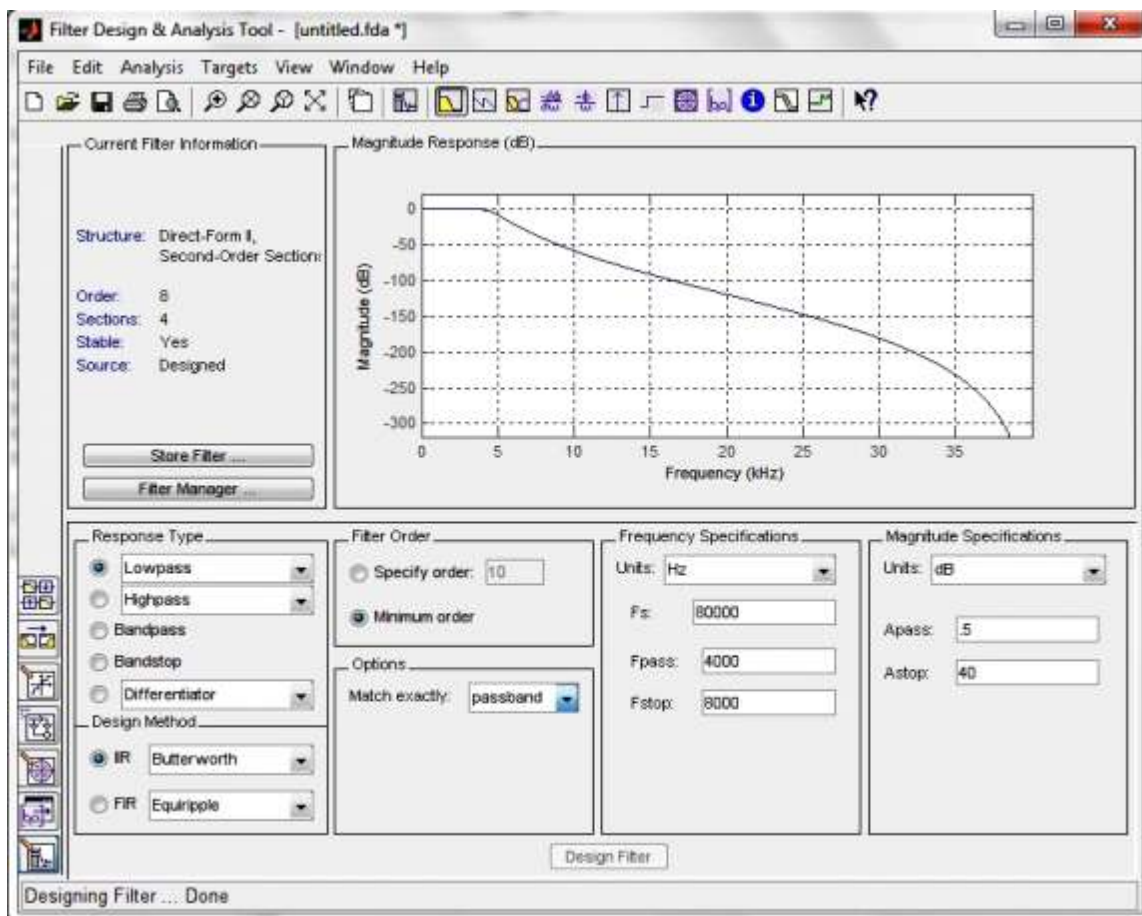 Filter Design & Analysis Tool - [untitled.fda *]
File Edit Analysis Targets View Window Help
Current Filter Information
Structure: Direct-Form II,
Second-Order Sections
Order: 8
Sections: 4
Stable: Yes
Source: Designed
Store Filter ...
Filter Manager ...
Magnitude Response (dB)
Magnitude (dB)
0
-50
-100
-150
-200
-250
-300
0 5 10 15 20 25 30 35
Frequency (kHz)
Response Type
Lowpass
Highpass
Bandpass
Bandstop
Differentiator
Design Method
IIR Butterworth
FIR Equiripple
Filter Order
Specify order: 10
Minimum order
Options
Match exactly: passband
Frequency Specifications
Units: Hz
Fs: 80000
Fpass: 4000
Fstop: 8000
Magnitude Specifications
Units: dB
Apass: .5
Astop: 40
Design Filter
Designing Filter ... Done